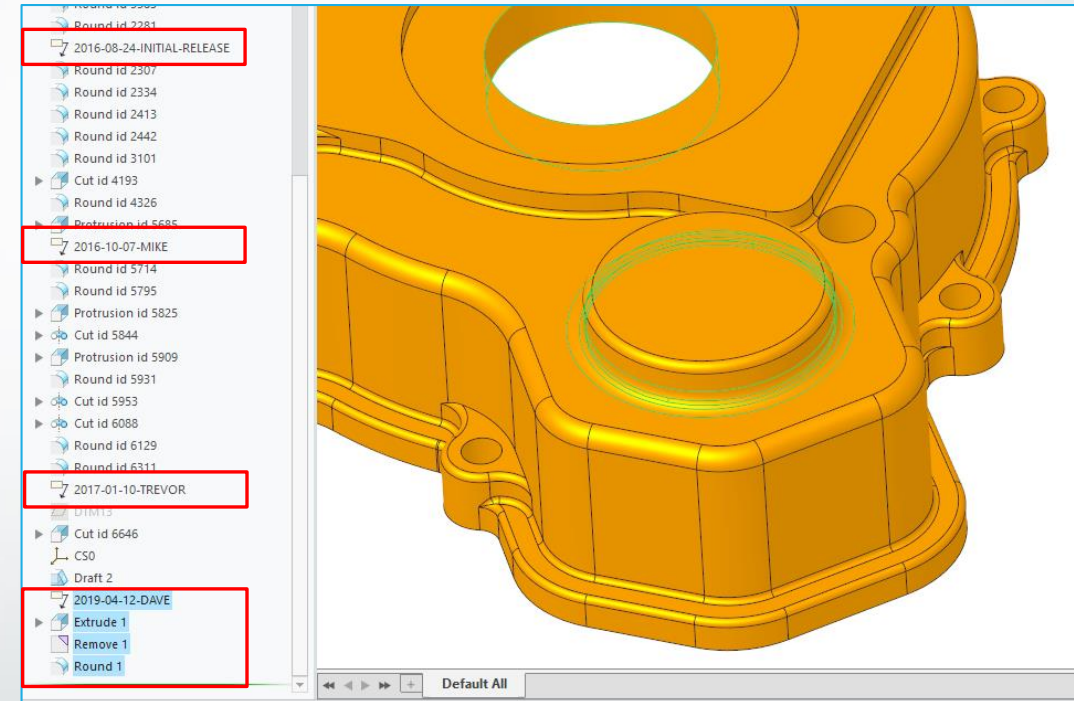 Round id 2281
2016-08-24-INITIAL-RELEASE
Round id 2307
Round id 2334
Round id 2413
Round id 2442
Round id 3101
Cut id 4193
Round id 4326
Protrusion id 5685
2016-10-07-MIKE
Round id 5714
Round id 5795
Protrusion id 5825
Cut id 5844
Protrusion id 5909
Round id 5931
Cut id 5953
Cut id 6088
Round id 6129
Round id 6311
2017-01-10-TREVOR
DTM13
Cut id 6646
CS0
Draft 2
2019-04-12-DAVE
Extrude 1
Remove 1
Round 1
Default All